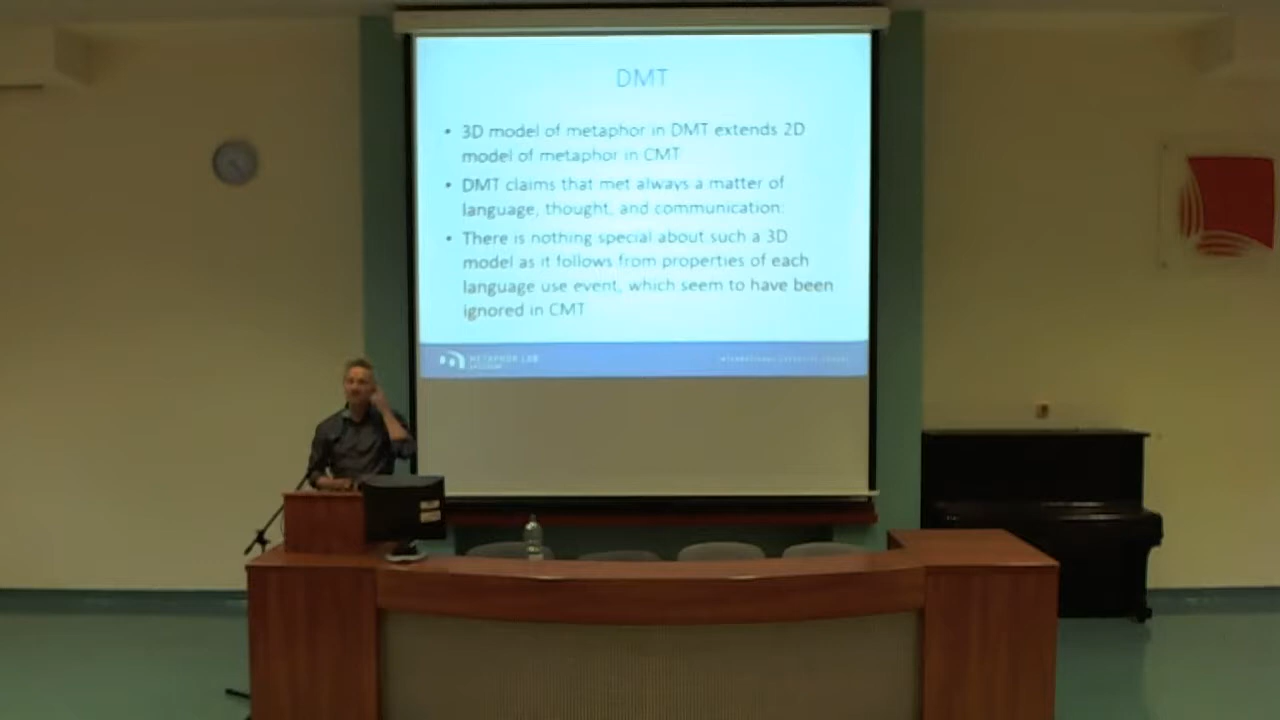 DMT
• 3D model of metaphor in DMT extends 2D
model of metaphor in CMT
• DMT claims that met always a matter of
language, thought, and communication.
• There is nothing special about such a 3D
model as it follows from properties of each
language use event, which seem to have been
ignored in CMT
METAPHOR LAB